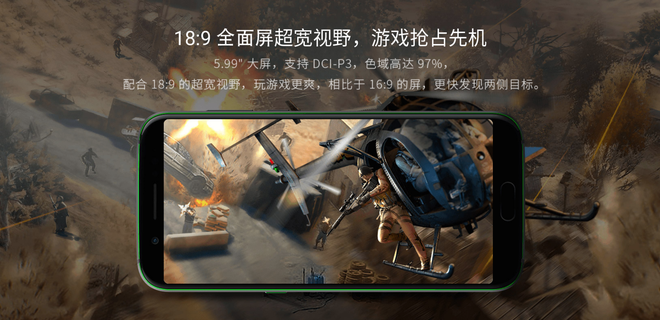 18:9 全面屏超宽视野，游戏抢占先机
5.99" 大屏，支持 DCI-P3，色域高达 97%，
配合 18:9 的超宽视野，玩游戏更爽，相比于 16:9 的屏，更快发现两侧目标。